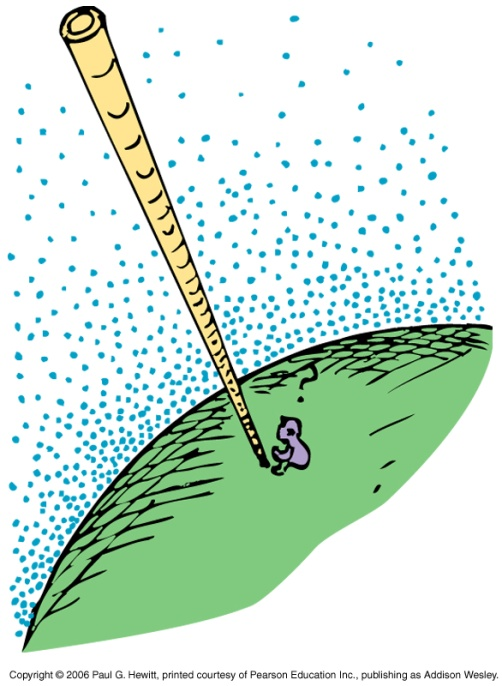 Copyright © 2006 Paul G. Hewitt, printed courtesy of Pearson Education Inc., publishing as Addison Wesley.